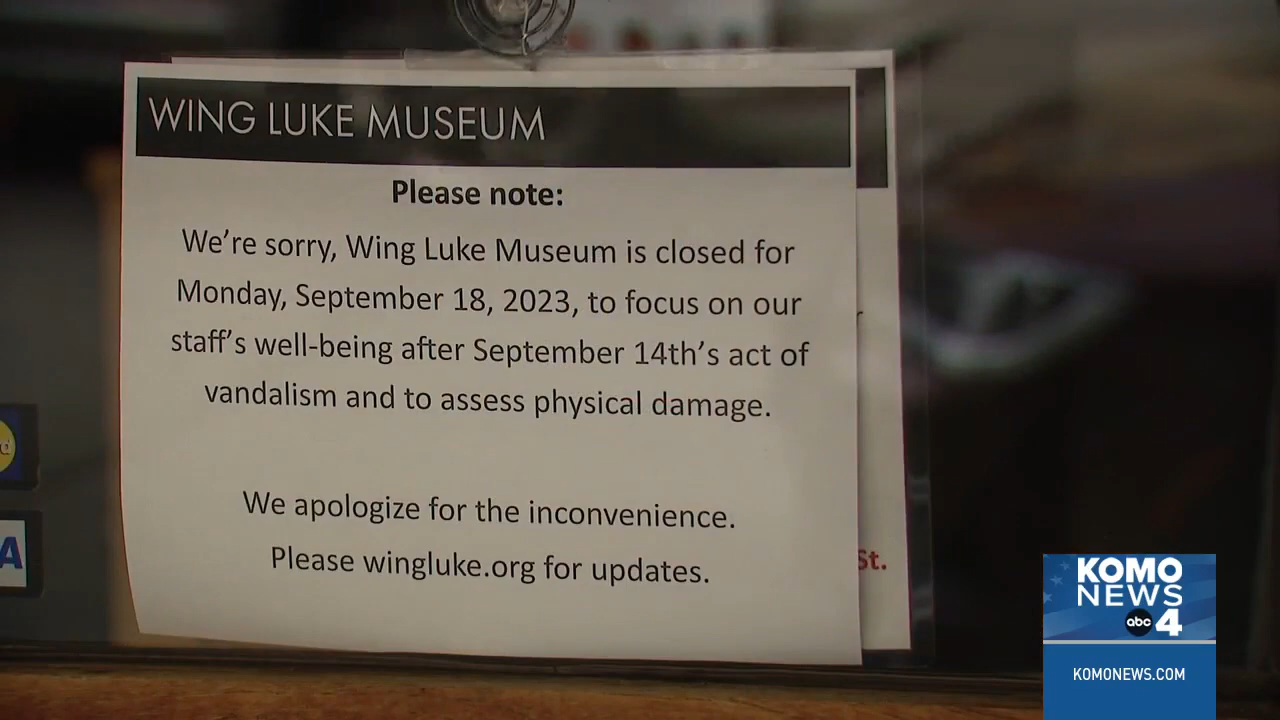 WING LUKE MUSEUM
Please note:
We're sorry, Wing Luke Museum is closed for
Monday, September 18, 2023, to focus on our
staff's well-being after September 14th's act of
vandalism and to assess physical damage.
We apologize for the inconvenience.
Please wingluke.org for updates.
St.
A
KOMO
NEWS
abc 4
KOMONEWS.COM